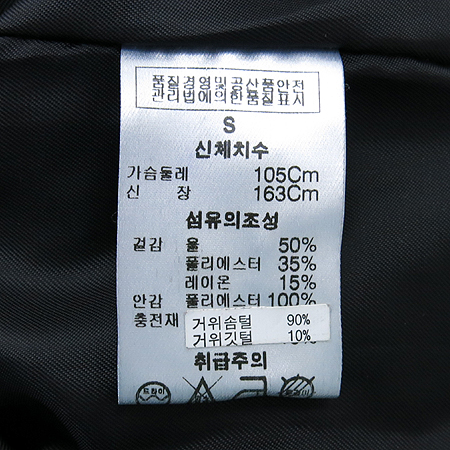 품질경영및공산품안전
관리법에의한품질표시
S
신체치수
가슴둘레 105Cm
신 장 163Cm
섬유의조성
겉감 울 50%
폴리에스터 35%
레이온 15%
안감 폴리에스터 100%
충전재 거위솜털 90%
거위깃털 10%
취급주의
드라이